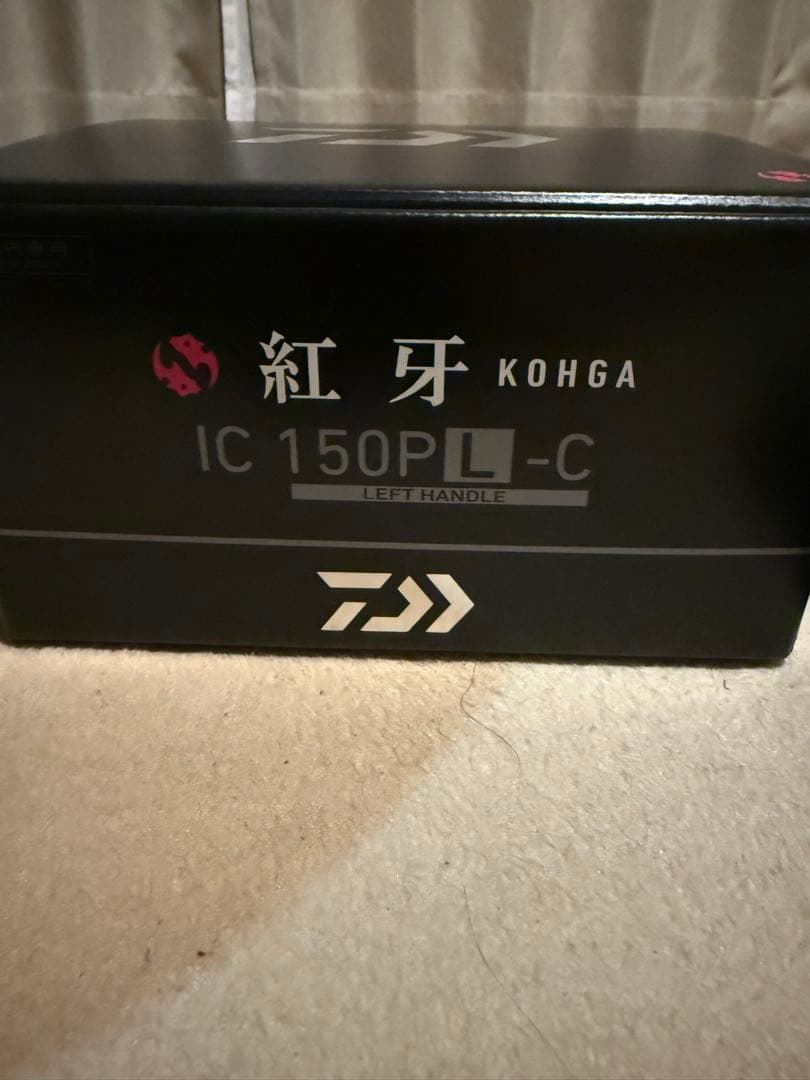 紅牙 KOHGA
IC 150PL-C
LEFT HANDLE